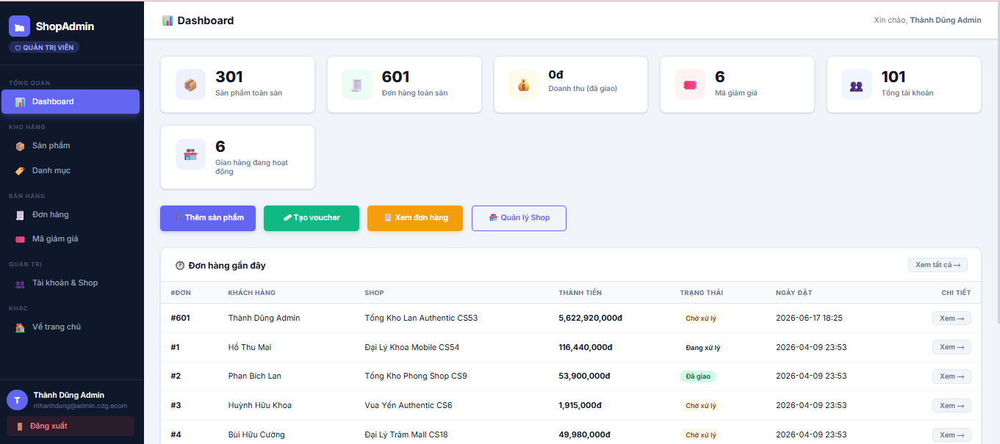 ShopAdmin
QUẢN TRỊ VIÊN
TỔNG QUAN
Dashboard
KHO HÀNG
Sản phẩm
Danh mục
BÁN HÀNG
Đơn hàng
Mã giảm giá
QUẢN TRỊ
Tài khoản & Shop
KHÁC
Về trang chủ
Thành Dũng Admin
nthanhdung@admin.cdg.ecom
T
Đăng xuất
Dashboard
Xin chào, Thành Dũng Admin
301
Sản phẩm toàn sàn
601
Đơn hàng toàn sàn
0đ
Doanh thu (đã giao)
6
Mã giảm giá
101
Tổng tài khoản
6
Gian hàng đang hoạt
động
Thêm sản phẩm
Tạo voucher
Xem đơn hàng
Quản lý Shop
Đơn hàng gần đây
Xem tất cả →
#ĐƠN KHÁCH HÀNG SHOP THÀNH TIỀN TRẠNG THÁI NGÀY ĐẶT CHI TIẾT
#601 Thành Dũng Admin Tổng Kho Lan Authentic CS53 5,622,920,000đ Chờ xử lý 2026-06-17 18:25 Xem →
#1 Hồ Thu Mai Đại Lý Khoa Mobile CS54 116,440,000đ Đang xử lý 2026-04-09 23:53 Xem →
#2 Phan Bích Lan Tổng Kho Phong Shop CS9 53,900,000đ Đã giao 2026-04-09 23:53 Xem →
#3 Huỳnh Hữu Khoa Vua Yến Authentic CS6 1,915,000đ Chờ xử lý 2026-04-09 23:53 Xem →
#4 Bùi Hữu Cường Đại Lý Trâm Mall CS18 49,980,000đ Chờ xử lý 2026-04-09 23:53 Xem →